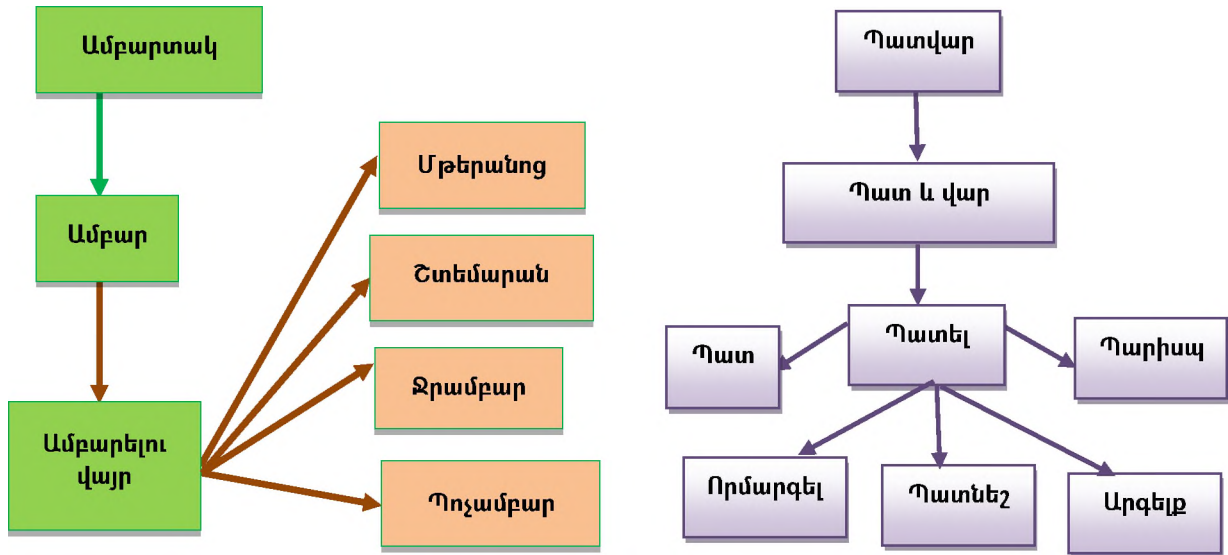 Ամբարտակ
Ամբար
Ամբարելու
վայր
Մթերանոց
Շտեմարան
Ջրամբար
Պոչամբար
Պատվար
Պատ և վար
Պատել
Պատ
Պարիսպ
Որմարգել
Պատնեշ
Արգելք